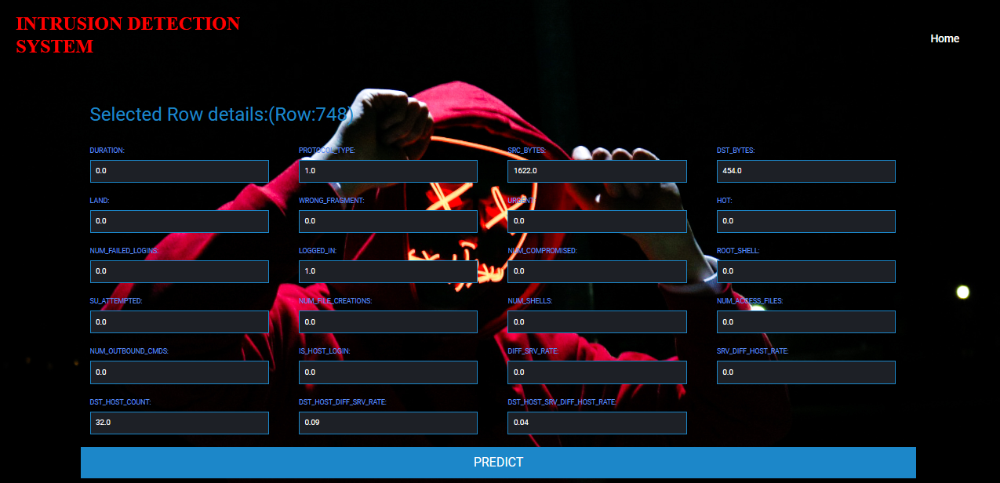 INTRUSION DETECTION
SYSTEM
Home
Selected Row details:(Row:748)
DURATION: PROTOCOL_TYPE: SRC_BYTES: DST_BYTES:
0.0 1.0 1622.0 454.0
LAND: WRONG_FRAGMENT: URGENT: HOT:
0.0 0.0 0.0 0.0
NUM_FAILED_LOGINS: LOGGED_IN: NUM_COMPROMISED: ROOT_SHELL:
0.0 1.0 0.0 0.0
SU_ATTEMPTED: NUM_FILE_CREATIONS: NUM_SHELLS: NUM_ACCESS_FILES:
0.0 0.0 0.0 0.0
NUM_OUTBOUND_CMDS: IS_HOST_LOGIN: DIFF_SRV_RATE: SRV_DIFF_HOST_RATE:
0.0 0.0 0.0 0.0
DST_HOST_COUNT: DST_HOST_DIFF_SRV_RATE: DST_HOST_SRV_DIFF_HOST_RATE:
32.0 0.09 0.04
PREDICT